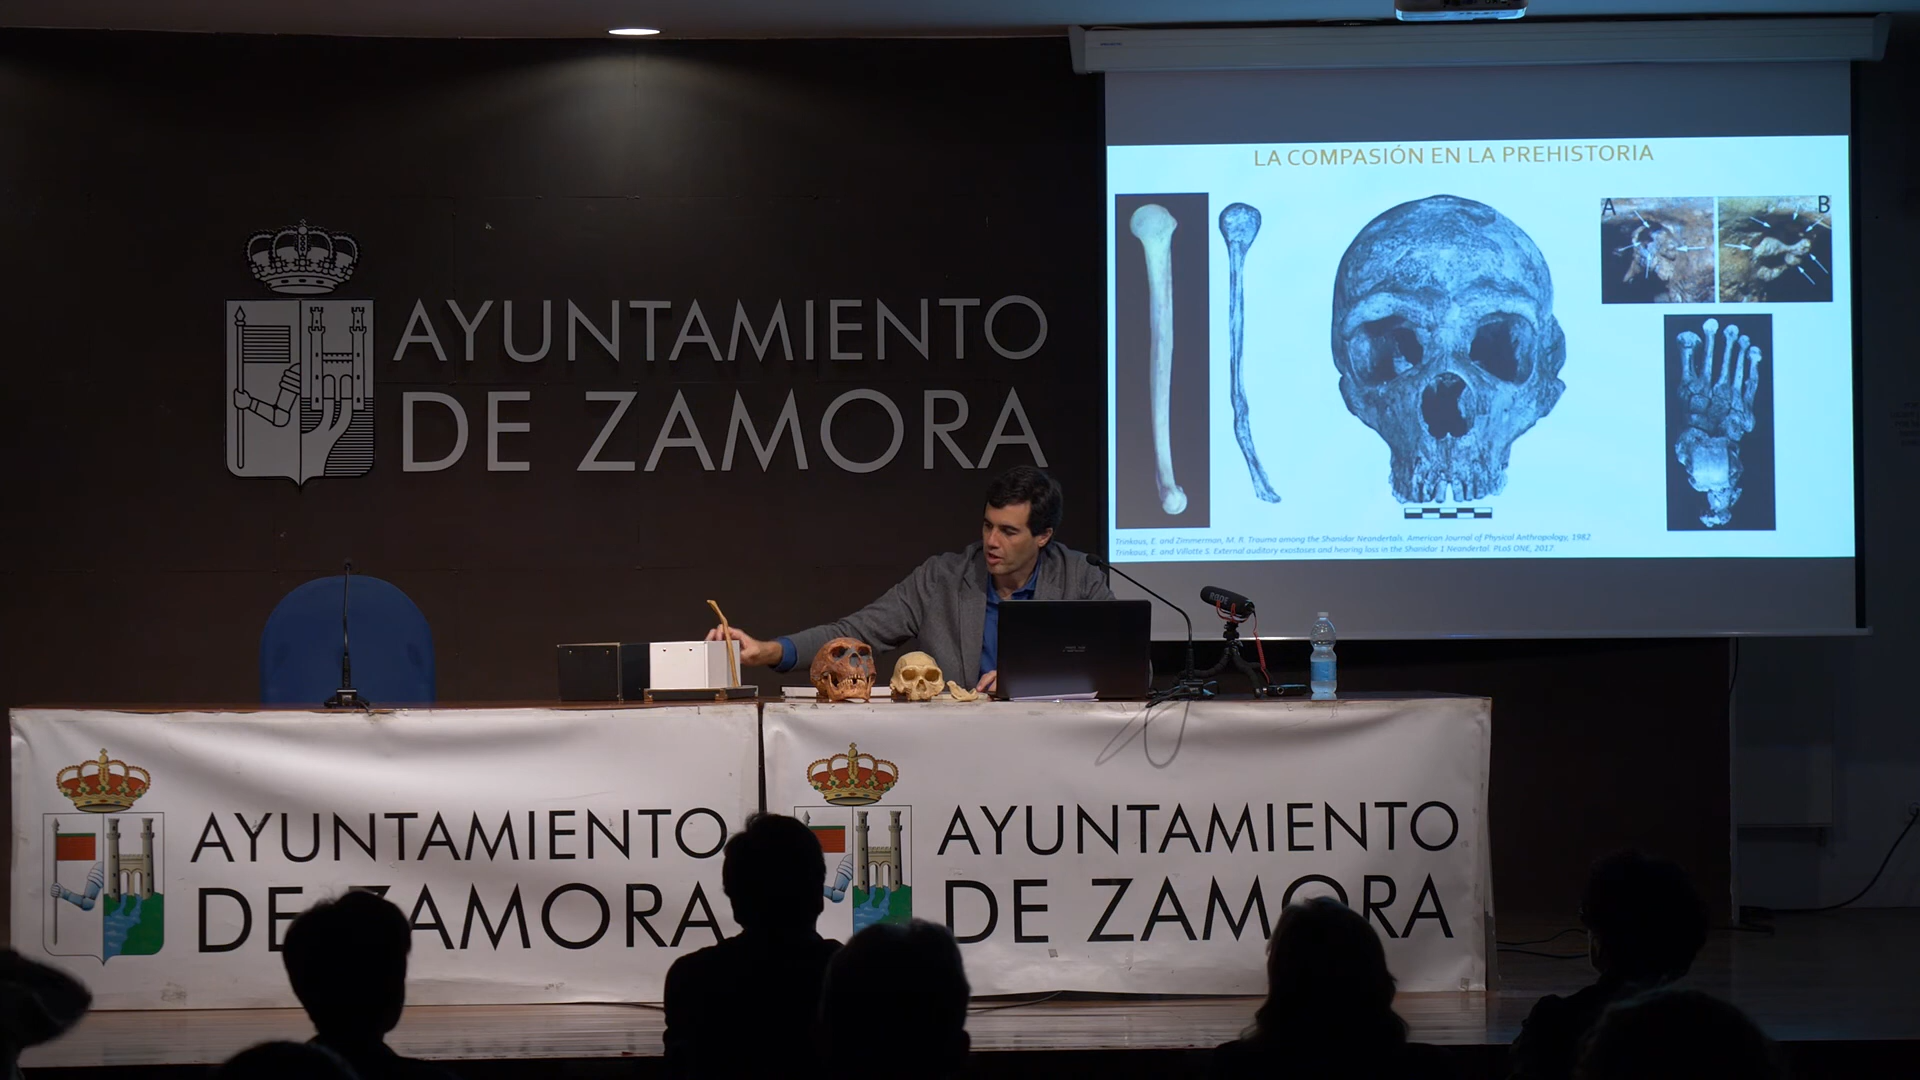 AYUNTAMIENTO
DE ZAMORA
LA COMPASIÓN EN LA PREHISTORIA
A
B
Trinkaus, E. and Zimmerman, M. R. Trauma among the Shanidar Neandertals. American Journal of Physical Anthropology, 1982
Trinkaus, E. and Villotte S. External auditory exostoses and hearing loss in the Shanidar 1 Neandertal. PLoS ONE, 2017
RØDE
AYUNTAMIENTO
DE ZAMORA
AYUNTAMIENTO
DE ZAMORA